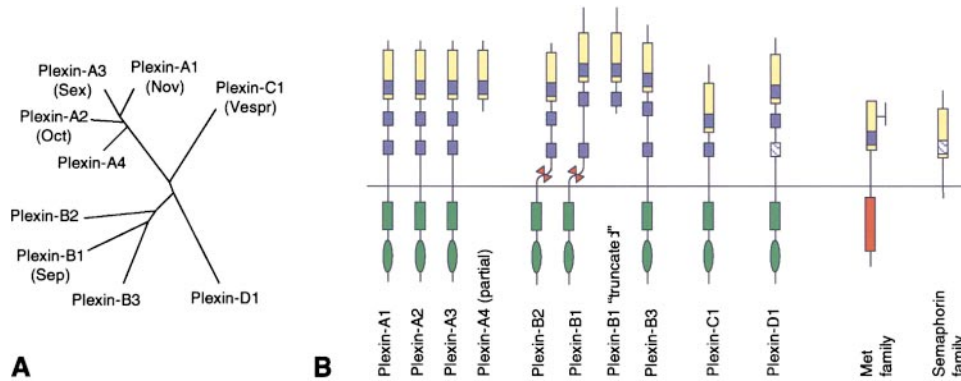 Plexin-A3
(Sex)
Plexin-A1
(Nov)
Plexin-C1
(Vespr)
Plexin-A2
(Oct)
Plexin-A4
Plexin-B2
Plexin-B1
(Sep)
Plexin-B3
Plexin-D1
A
B
Plexin-A1
Plexin-A2
Plexin-A3
Plexin-A4 (partial)
Plexin-B2
Plexin-B1
Plexin-B1 "truncated"
Plexin-B3
Plexin-C1
Plexin-D1
Met
family
Semaphorin
family